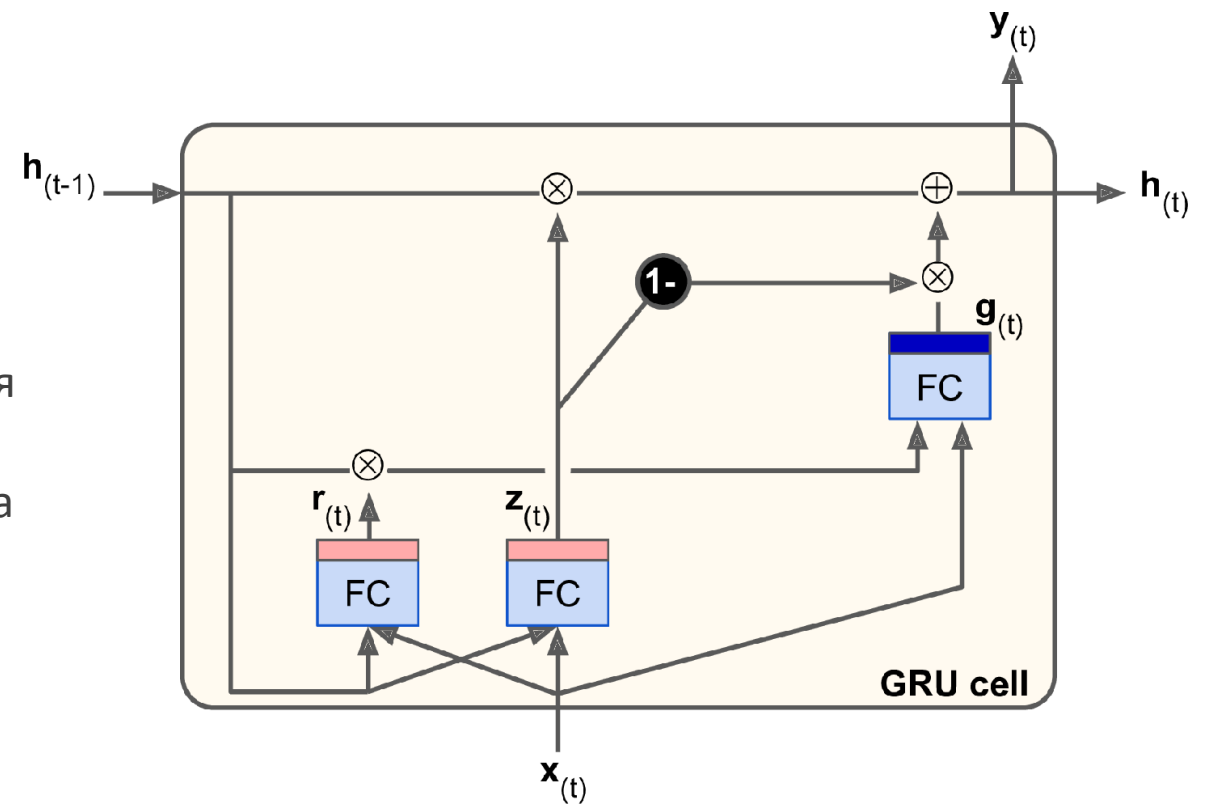 y(t)
h(t-1)
h(t)
1-
g(t)
FC
я
r(t)
z(t)
а
FC
FC
GRU cell
x(t)